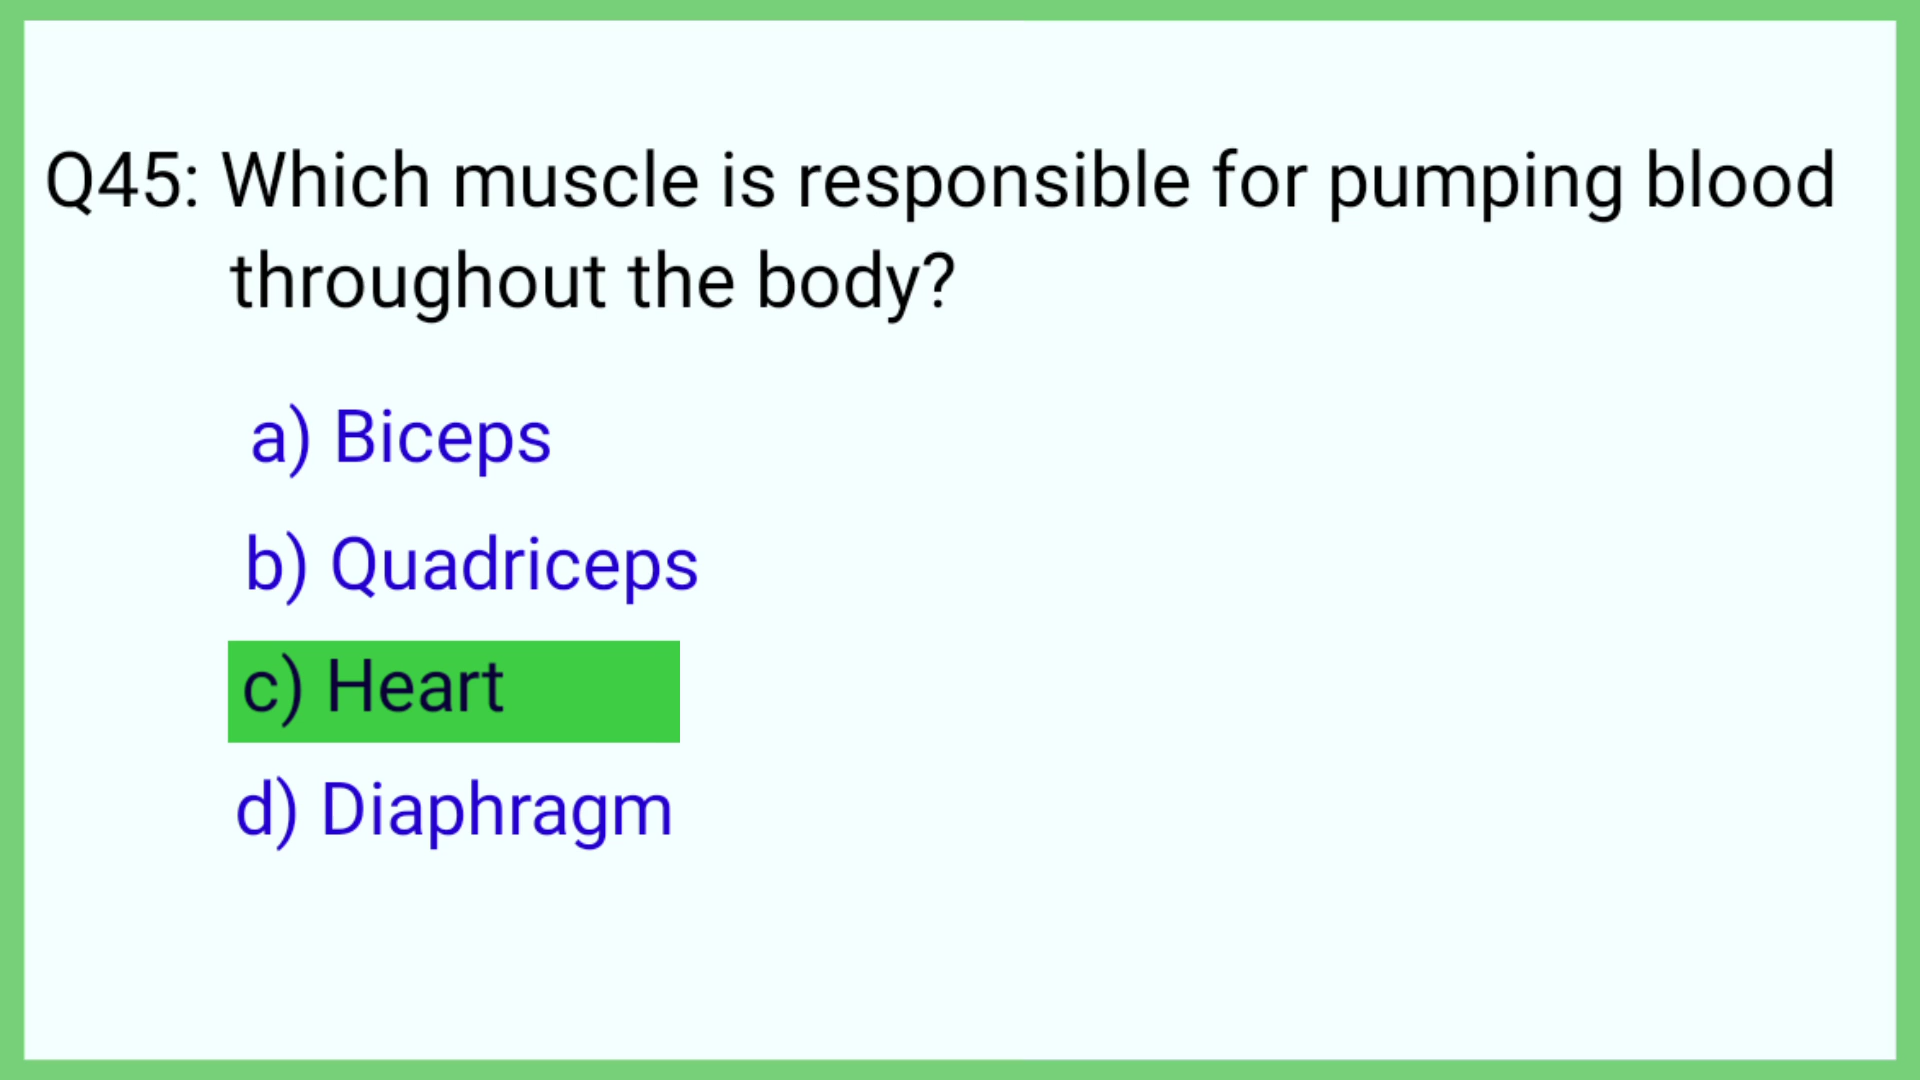 Q45: Which muscle is responsible for pumping blood
throughout the body?
a) Biceps
b) Quadriceps
c) Heart
d) Diaphragm